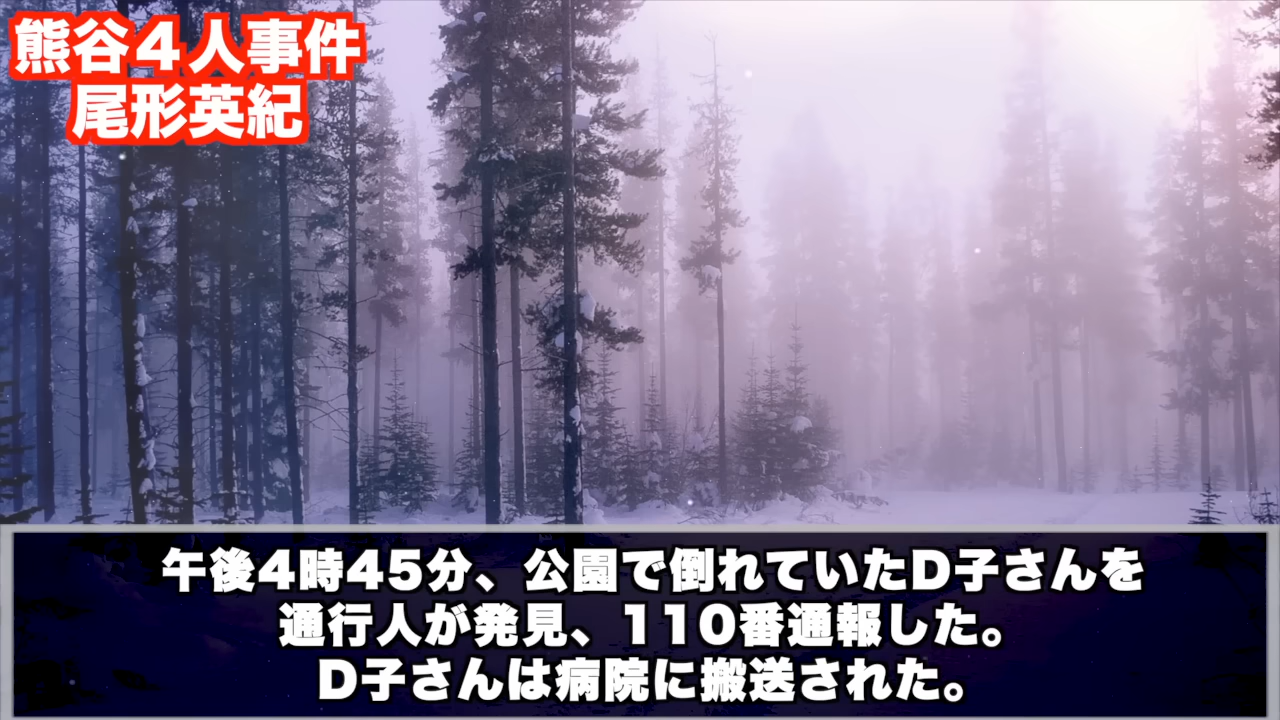 熊谷4人事件
尾形英紀
午後4時45分、公園で倒れていたD子さんを
通行人が発見、110番通報した。
D子さんは病院に搬送された。